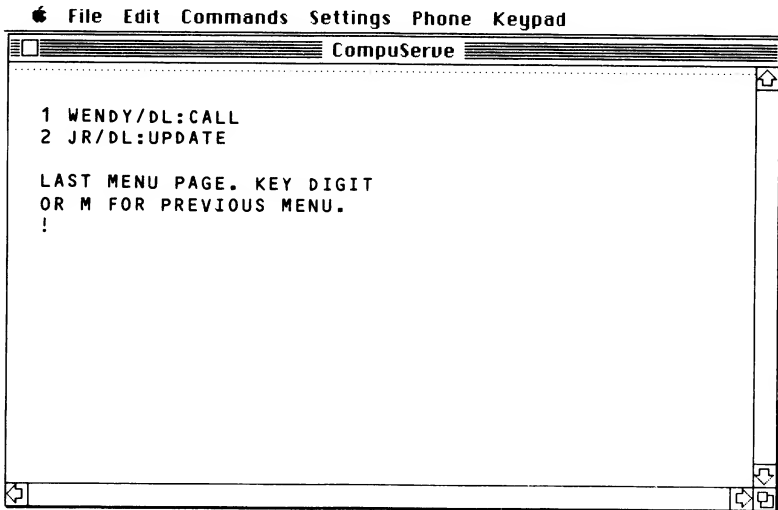 File Edit Commands Settings Phone Keypad
CompuServe
1 WENDY/DL:CALL
2 JR/DL:UPDATE
LAST MENU PAGE. KEY DIGIT
OR M FOR PREVIOUS MENU.
!